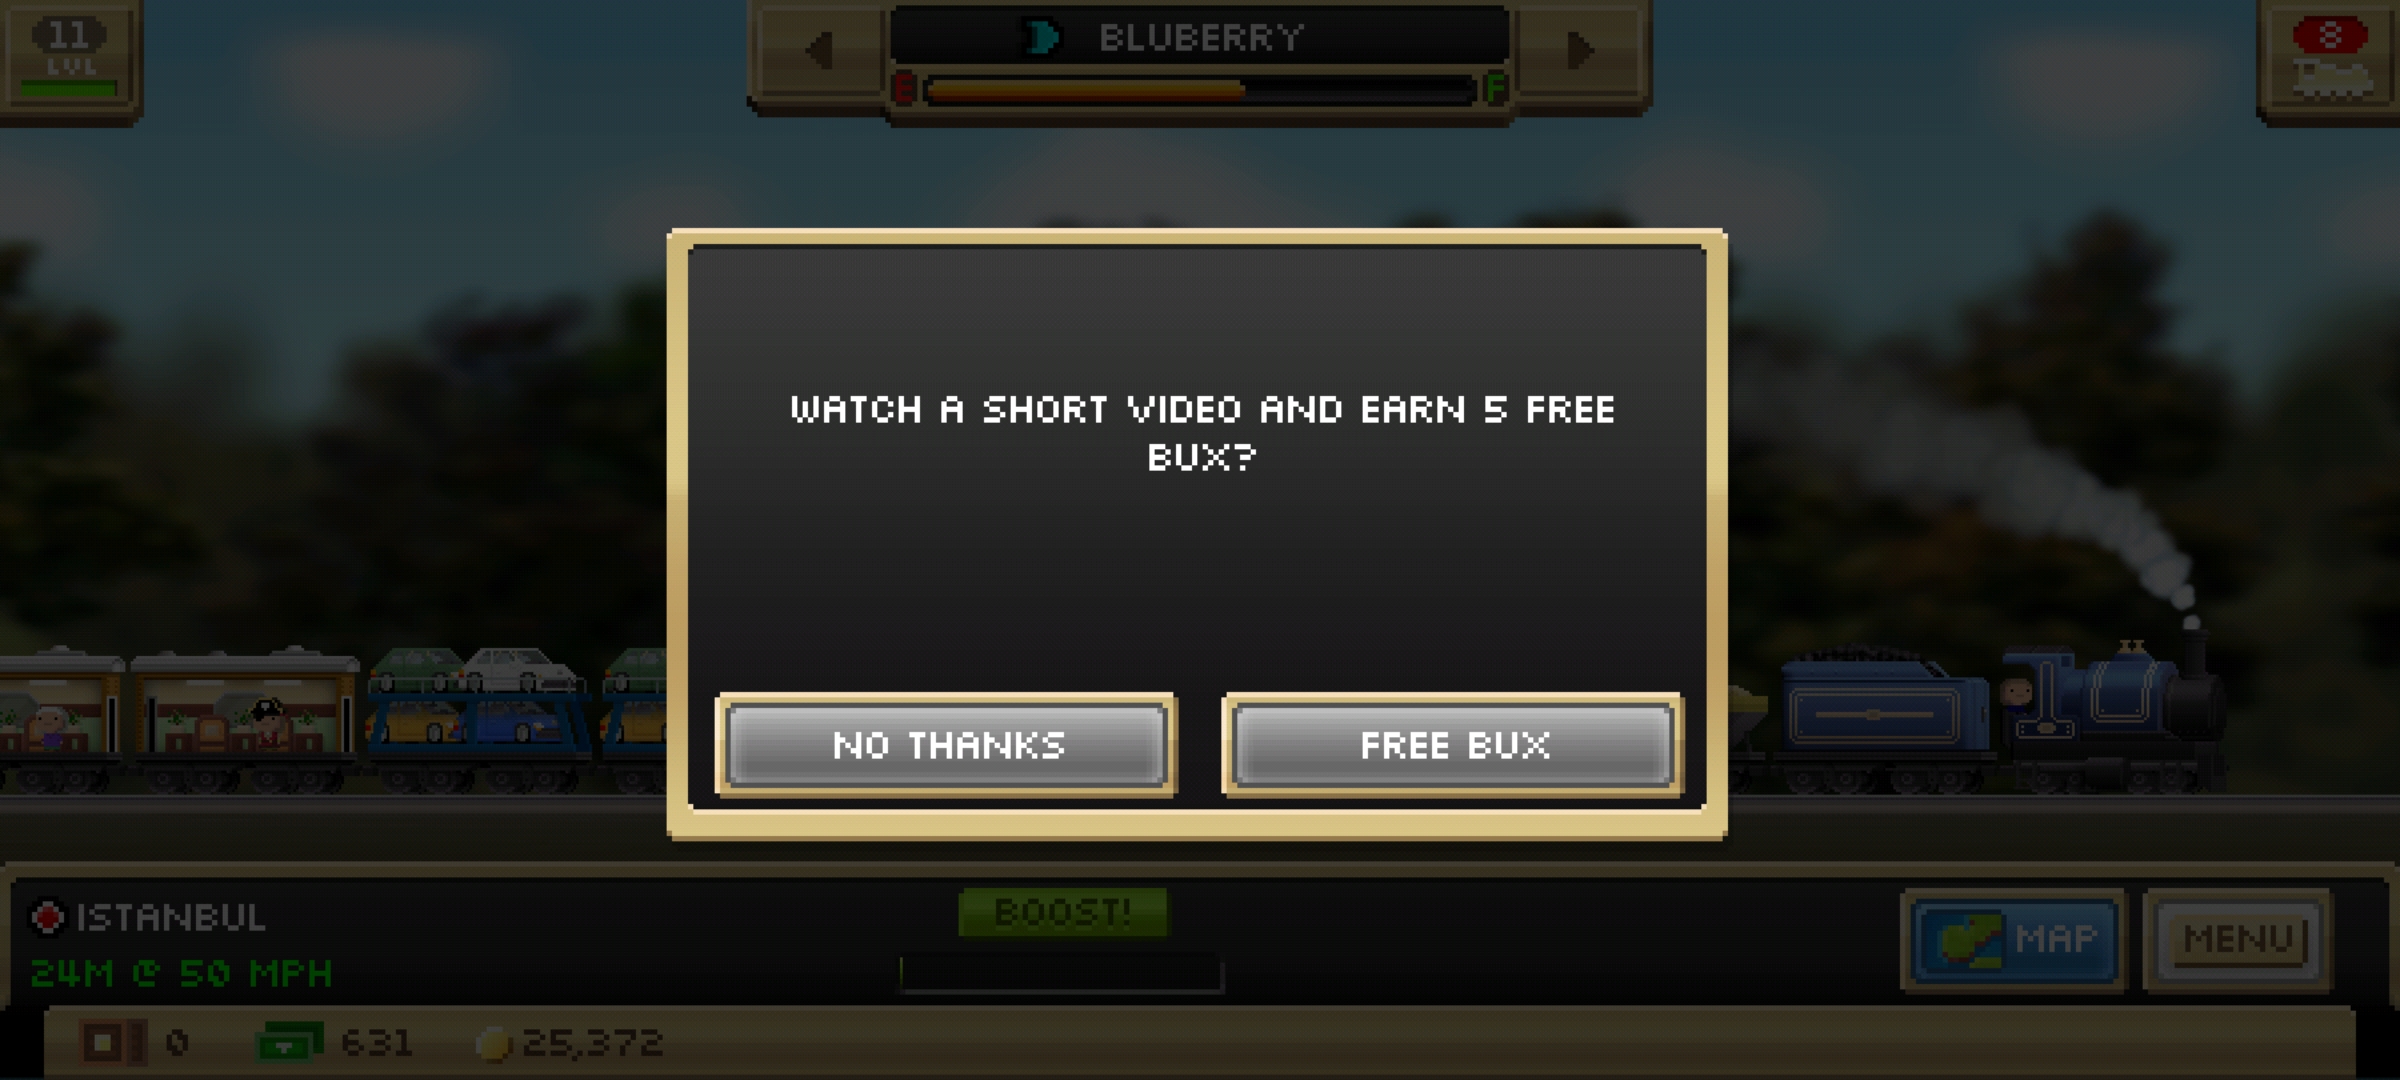 11
LVL
BLUBERRY
E
F
8
WATCH A SHORT VIDEO AND EARN 5 FREE
BUX?
NO THANKS
FREE BUX
ISTANBUL
24M @ 50 MPH
BOOST!
MAP
MENU
0
631
25,372